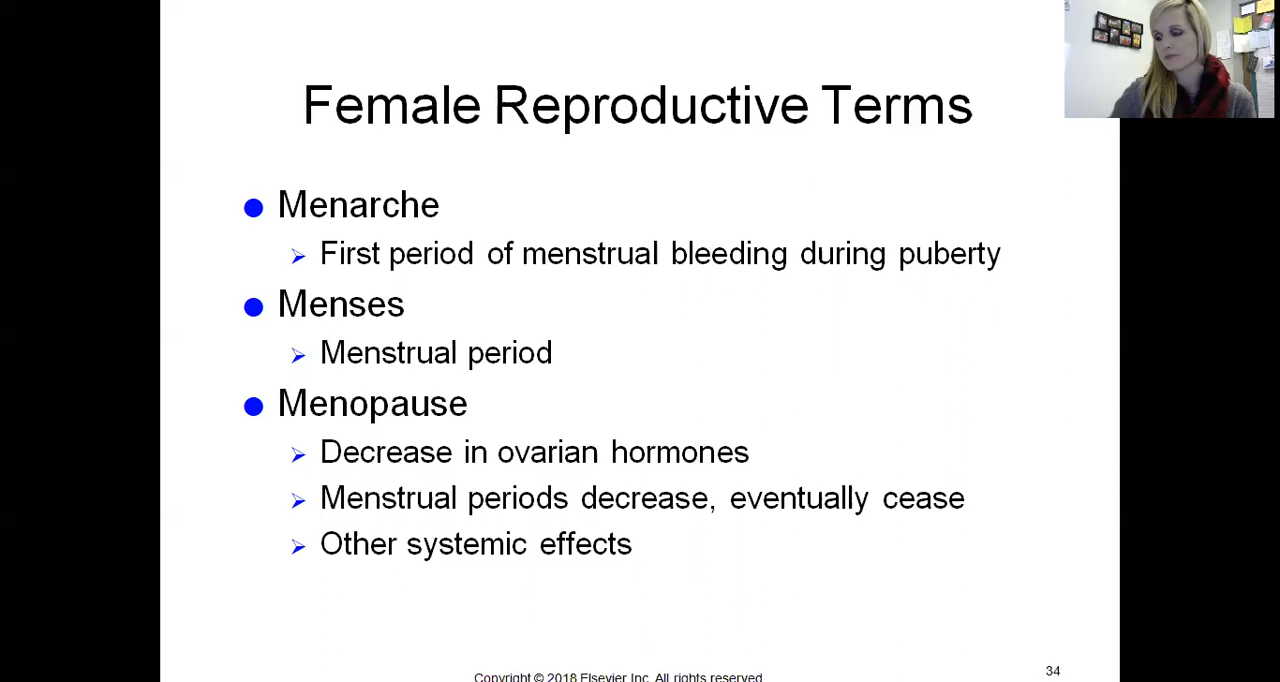 Female Reproductive Terms
Menarche
First period of menstrual bleeding during puberty
Menses
Menstrual period
Menopause
Decrease in ovarian hormones
Menstrual periods decrease, eventually cease
Other systemic effects
Copyright © 2018 Elsevier Inc. All rights reserved
34